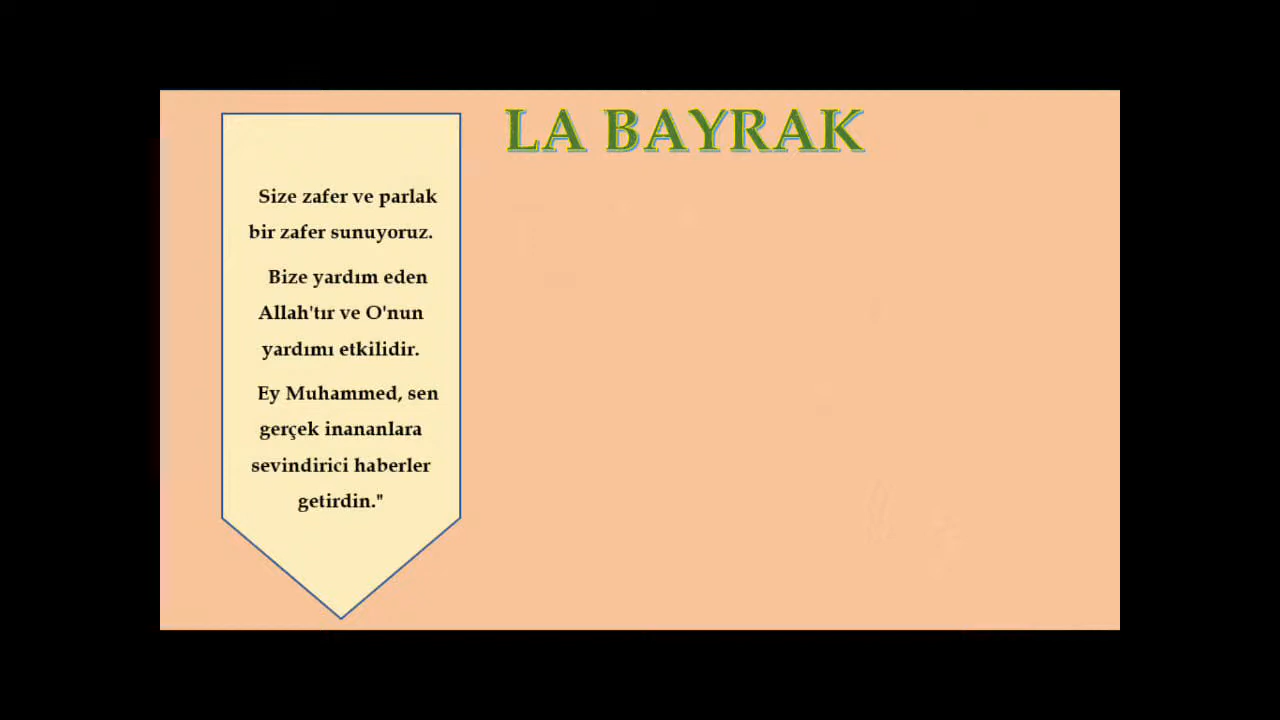 LA BAYRAK
Size zafer ve parlak
bir zafer sunuyoruz.
Bize yardım eden
Allah'tır ve O'nun
yardımı etkilidir.
Ey Muhammed, sen
gerçek inananlara
sevindirici haberler
getirdin."